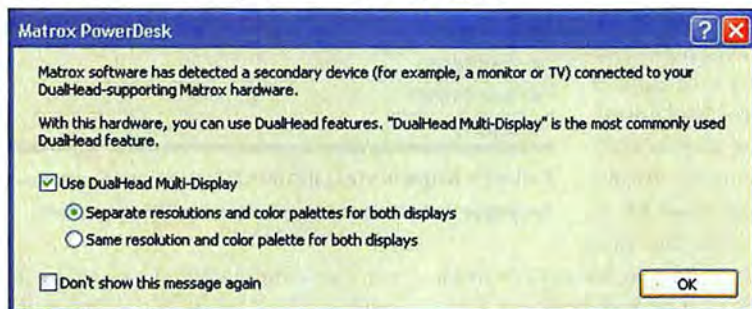 Matrox PowerDesk
Matrox software has detected a secondary device (for example, a monitor or TV) connected to your
DualHead-supporting Matrox hardware.
With this hardware, you can use DualHead features. "DualHead Multi-Display" is the most commonly used
DualHead feature.
Use DualHead Multi-Display
Separate resolutions and color palettes for both displays
Same resolution and color palette for both displays
Don't show this message again
OK